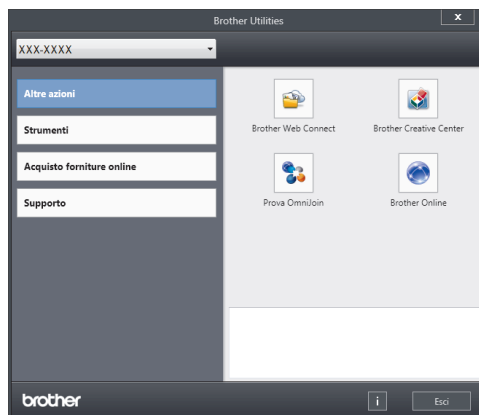 Brother Utilities
X
XXX-XXXX
Altre azioni
Strumenti
Acquisto forniture online
Supporto
Brother Web Connect
Brother Creative Center
Prova OmniJoin
Brother Online
brother
i
Esci